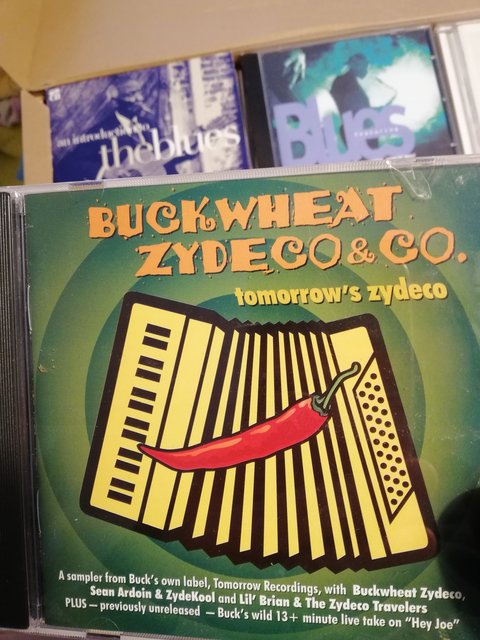 an introduction to
the blues
Blues
BUCKWHEAT
ZYDECO & CO.
tomorrow's zydeco
A sampler from Buck's own label, Tomorrow Recordings, with Buckwheat Zydeco,
Sean Ardoin & ZydeKool and Lil' Brian & The Zydeco Travelers
PLUS — previously unreleased — Buck's wild 13+ minute live take on "Hey Joe"